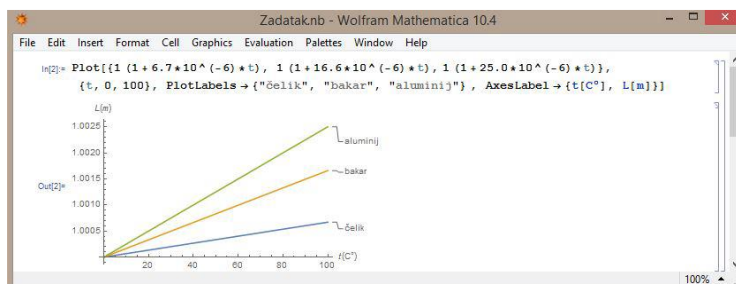 Zadatak.nb - Wolfram Mathematica 10.4
File Edit Insert Format Cell Graphics Evaluation Palettes Window Help
In[2]:= Plot[{1 (1 + 6.7*10^(-6)*t), 1 (1 + 16.6*10^(-6)*t), 1 (1 + 25.0*10^(-6)*t)},
{t, 0, 100}, PlotLabels → {"čelik", "bakar", "aluminij"} , AxesLabel → {t[C°], L[m]}]
L(m)
1.0025
aluminij
1.0020
bakar
1.0015
Out[2]=
1.0010
1.0005
čelik
20 40 60 80 100 t(C°)
100%